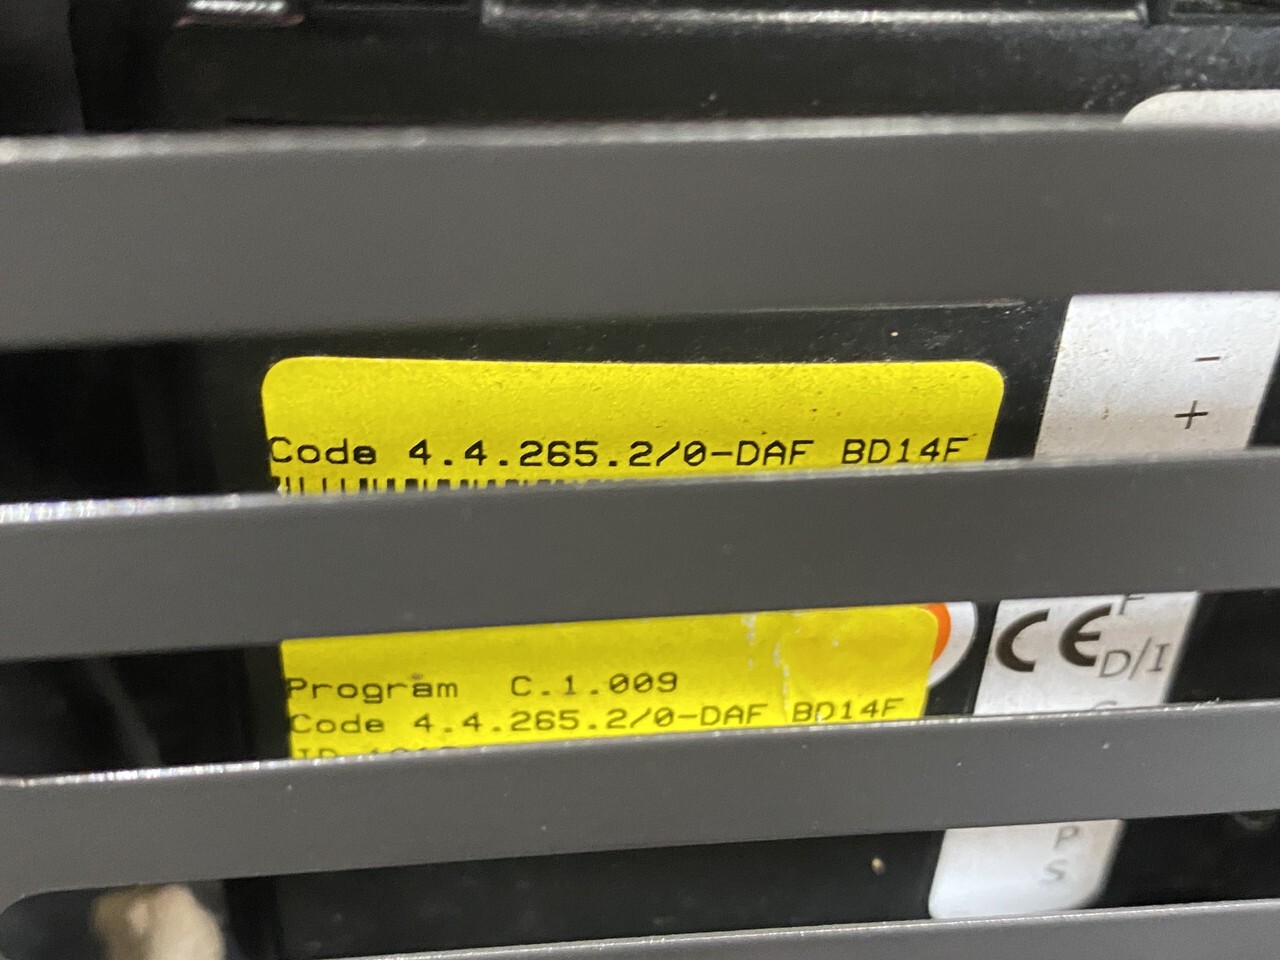 Code 4.4.265.2/0-DAF BD14F
-
+
Program C.1.009
Code 4.4.265.2/0-DAF BD14F
CE
F
D/I
P
S